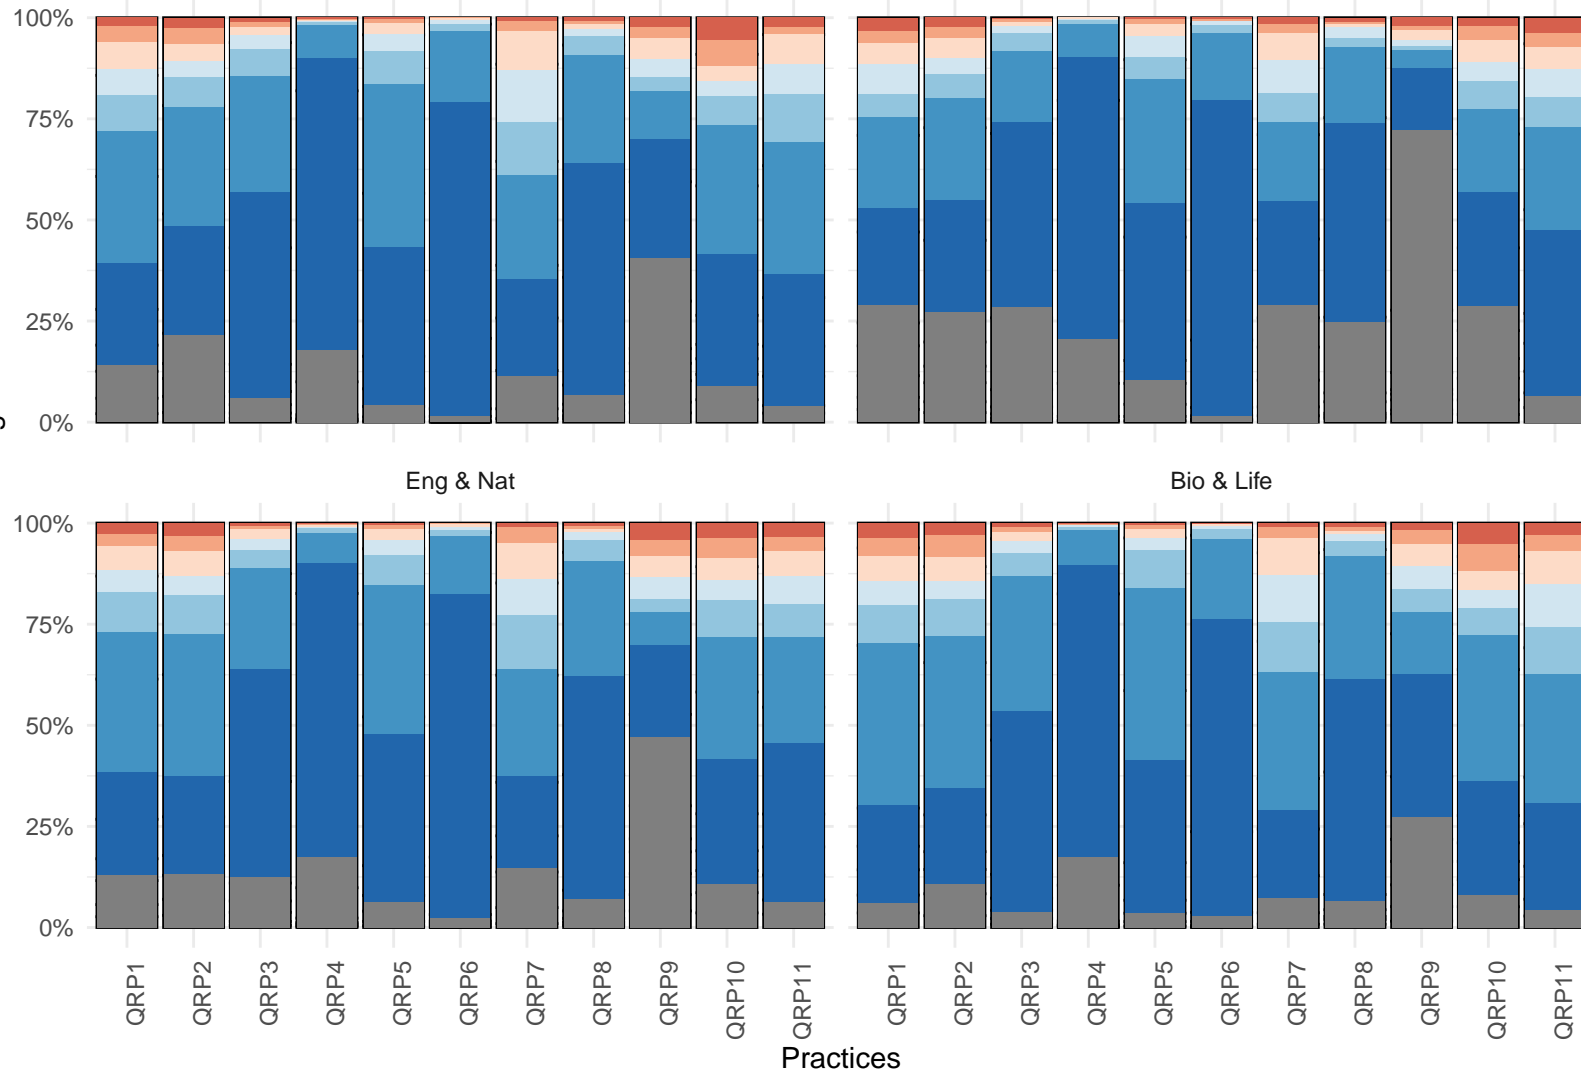 100%
75%
50%
25%
0%
Eng & Nat
Bio & Life
100%
75%
50%
25%
0%
QRP1
QRP2
QRP3
QRP4
QRP5
QRP6
QRP7
QRP8
QRP9
QRP10
QRP11
QRP1
QRP2
QRP3
QRP4
QRP5
QRP6
QRP7
QRP8
QRP9
QRP10
QRP11
Practices